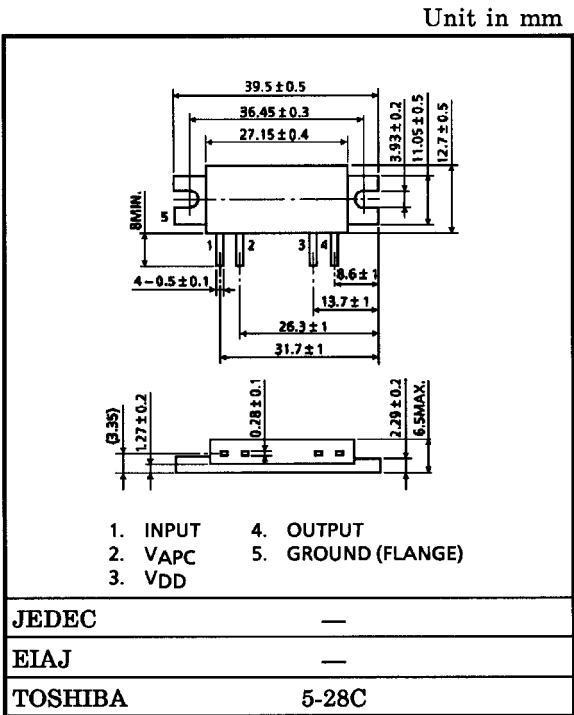 Unit in mm
39.5±0.5
36.45±0.3
27.15±0.4
3.93±0.2
11.05±0.5
12.7±0.5
8MIN.
5
1
2
3
4
4-0.5±0.1
8.6±1
13.7±1
26.3±1
31.7±1
(3.35)
1.27±0.2
0.28±0.1
2.29±0.2
6.5MAX.
1. INPUT 4. OUTPUT
2. VAPC 5. GROUND (FLANGE)
3. VDD
JEDEC —
EIAJ —
TOSHIBA 5-28C